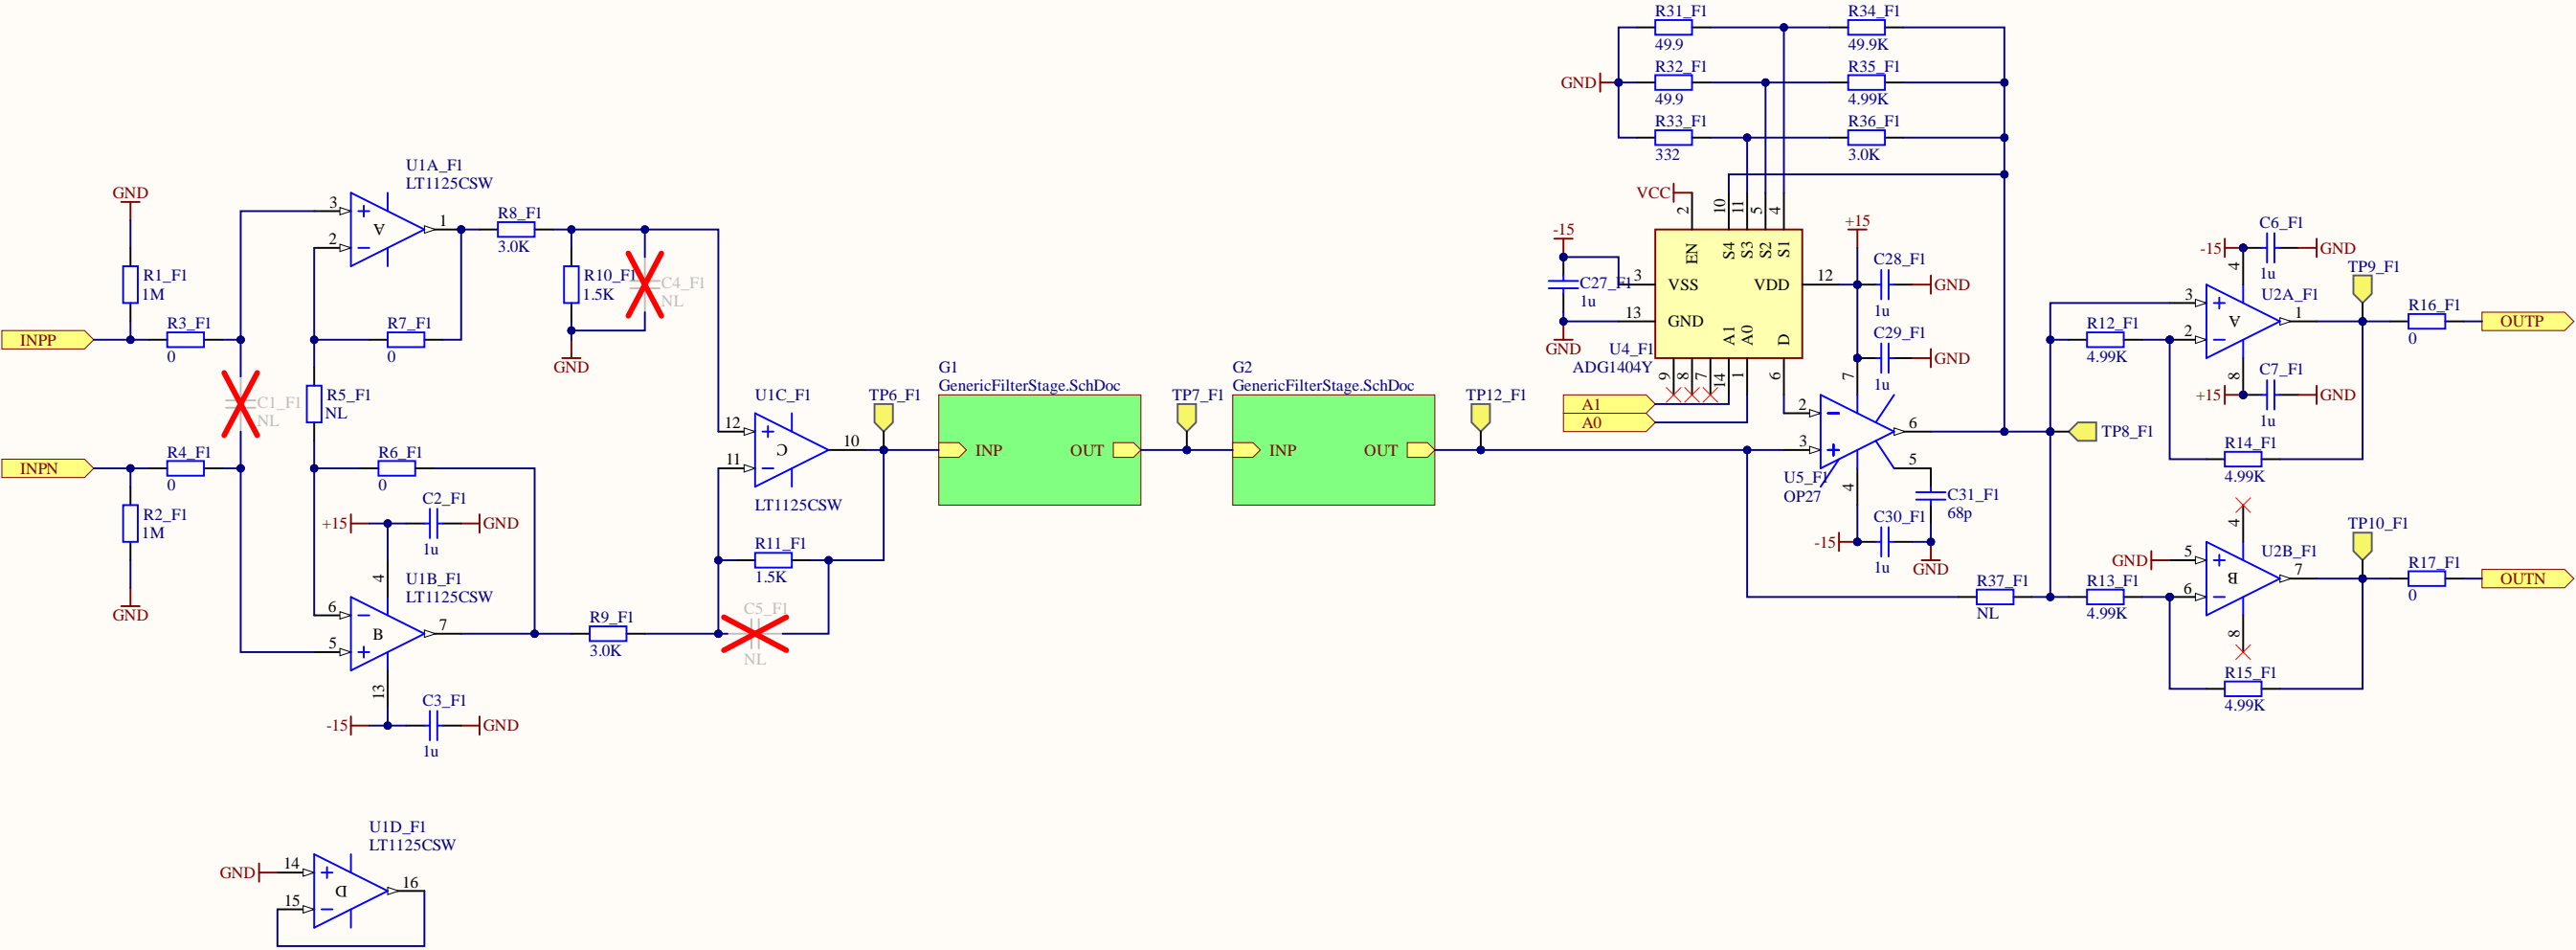 R31_F1
49.9
R34_F1
49.9K
GND
R32_F1
49.9
R35_F1
4.99K
R33_F1
332
R36_F1
3.0K
VCC
2
10
11
5
4
EN
S4
S3
S2
S1
-15
C27_F1
1u
GND
3
VSS
13
GND
VDD
12
A1
A0
D
U4_F1
ADG1404Y
9
8
7
14
1
6
A1
A0
+15
C28_F1
1u
GND
C29_F1
1u
GND
7
2
3
6
5
4
U5_F1
OP27
C31_F1
68p
C30_F1
1u
-15
GND
GND
R1_F1
1M
INPP
R3_F1
0
C1_F1
NL
INPN
R4_F1
0
R2_F1
1M
GND
U1A_F1
LT1125CSW
3
2
A
1
R7_F1
0
R5_F1
NL
R6_F1
0
C2_F1
1u
+15
GND
4
U1B_F1
LT1125CSW
6
5
B
7
13
C3_F1
1u
-15
GND
R8_F1
3.0K
R10_F1
1.5K
C4_F1
NL
GND
R9_F1
3.0K
U1C_F1
12
11
C
10
LT1125CSW
R11_F1
1.5K
C5_F1
NL
TP6_F1
G1
GenericFilterStage.SchDoc
INP
OUT
TP7_F1
G2
GenericFilterStage.SchDoc
INP
OUT
TP12_F1
TP8_F1
R37_F1
NL
R12_F1
4.99K
R13_F1
4.99K
C6_F1
1u
-15
GND
4
U2A_F1
3
2
A
1
8
C7_F1
1u
+15
GND
R14_F1
4.99K
TP9_F1
R16_F1
0
OUTP
4
GND
U2B_F1
5
6
B
7
8
R15_F1
4.99K
TP10_F1
R17_F1
0
OUTN
U1D_F1
LT1125CSW
GND
14
15
D
16